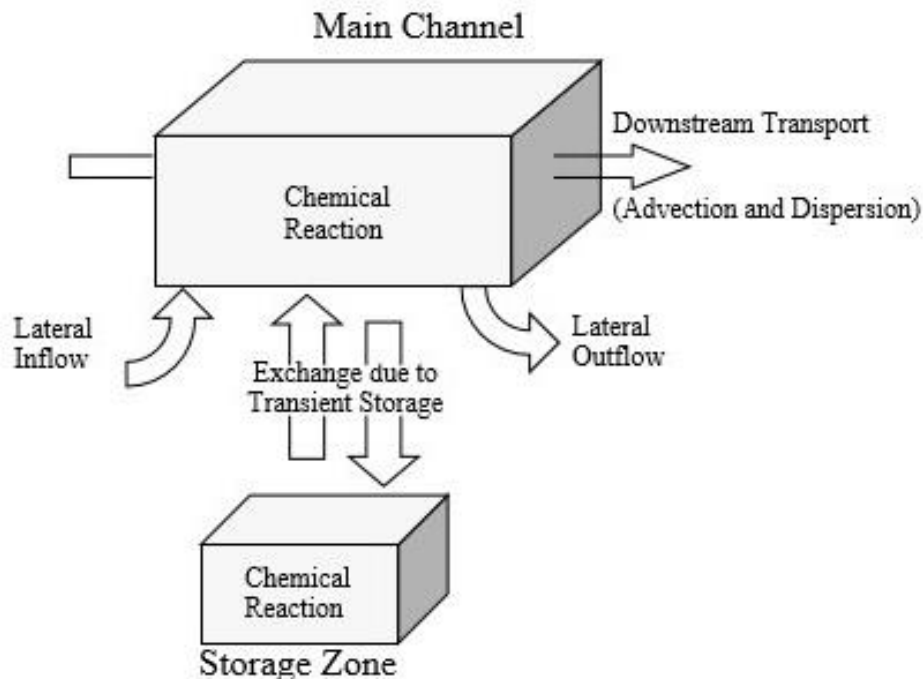 Main Channel
Downstream Transport
(Advection and Dispersion)
Chemical
Reaction
Lateral
Inflow
Exchange due to
Transient Storage
Lateral
Outflow
Chemical
Reaction
Storage Zone